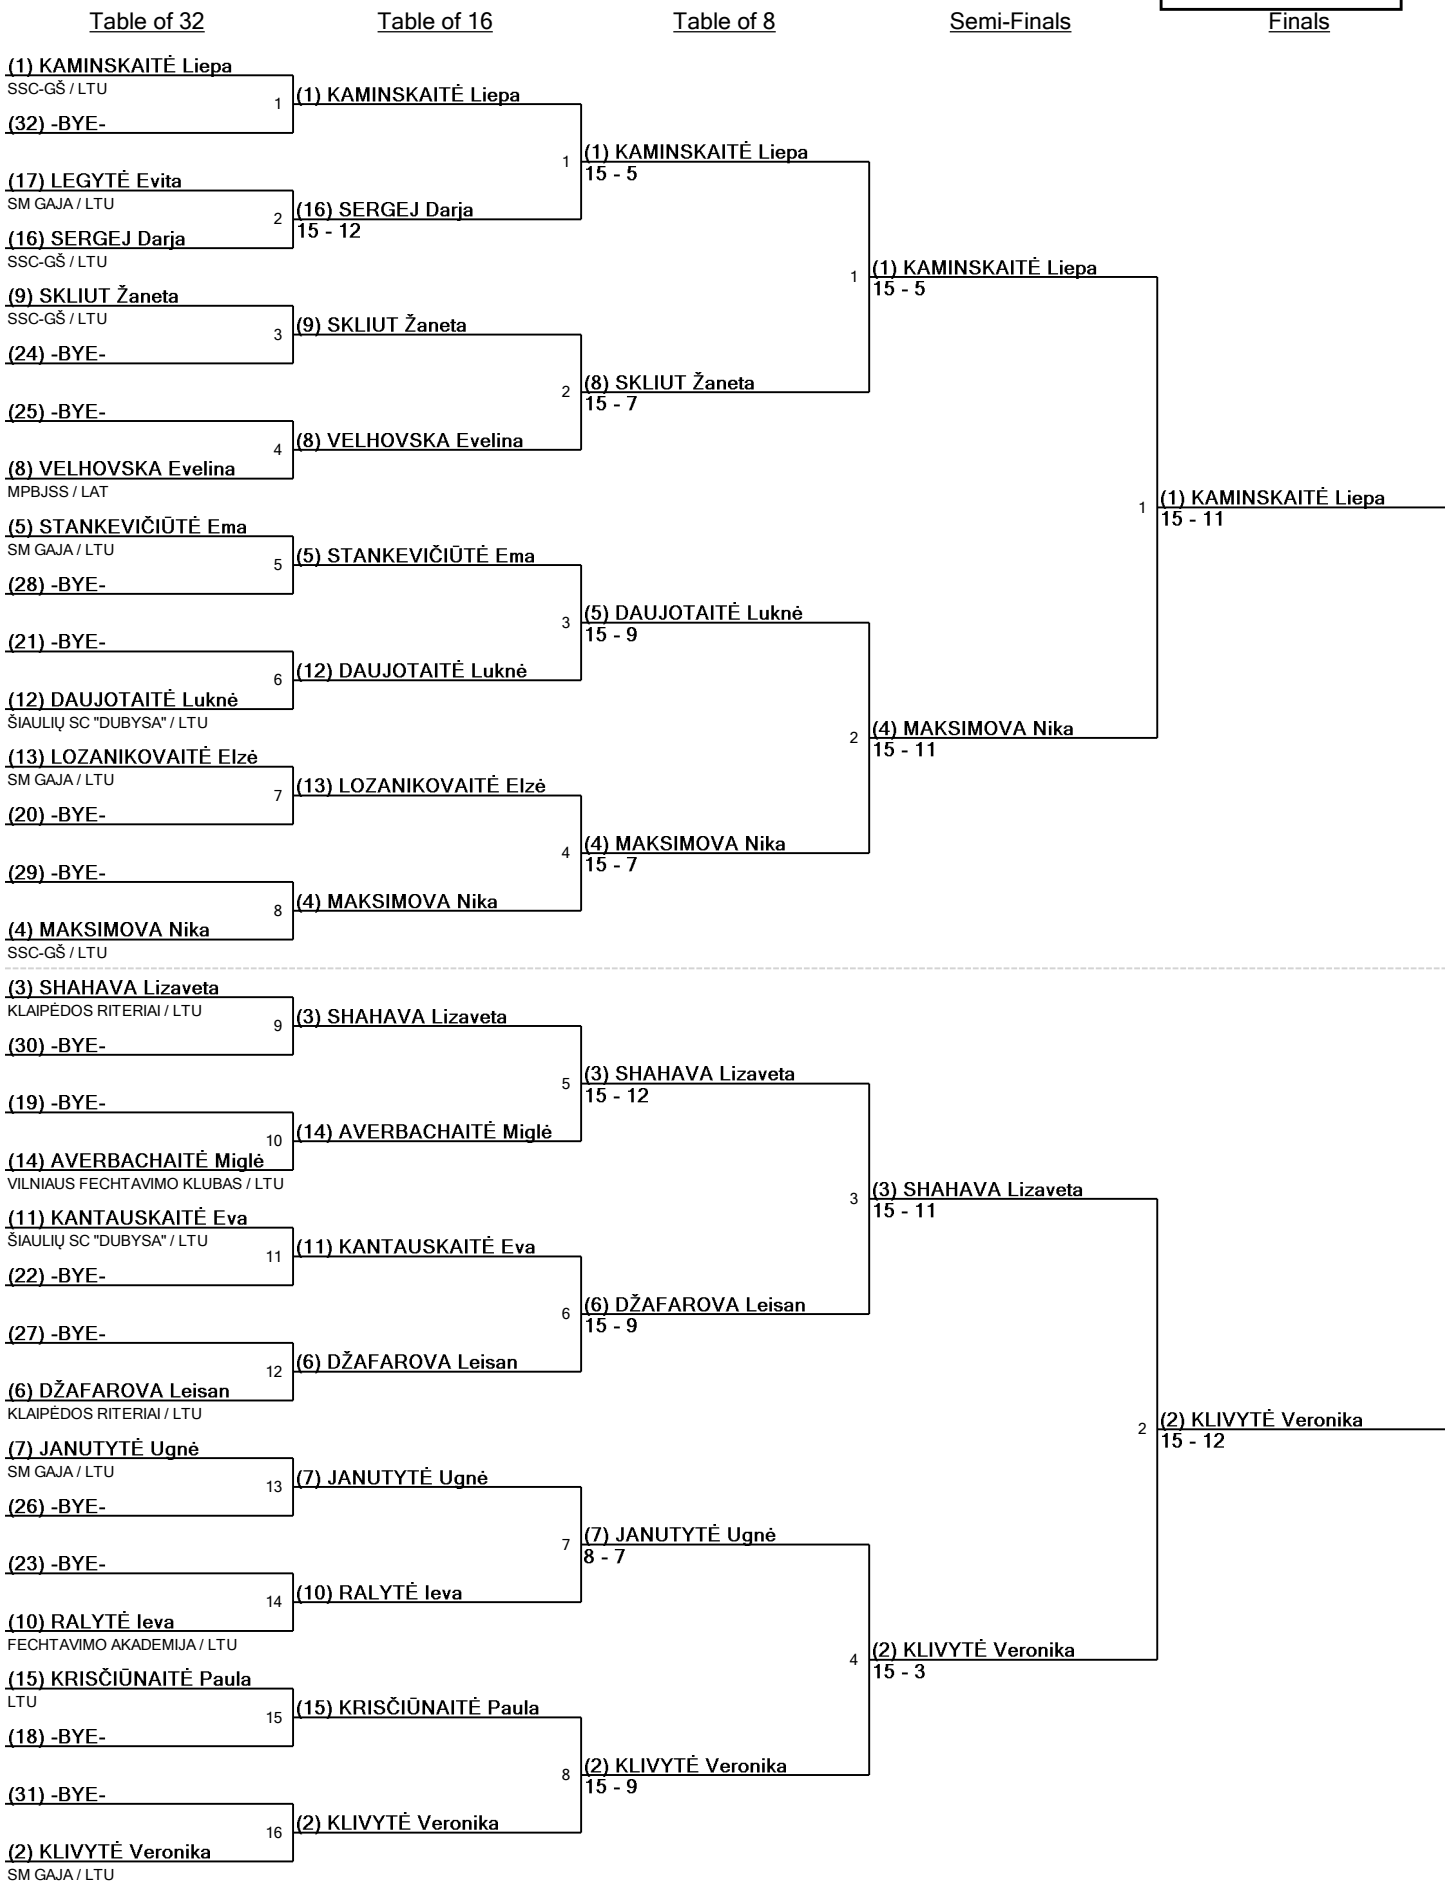 Table of 32
Table of 16
Table of 8
Semi-Finals
Finals
(1) KAMINSKAITĖ Liepa
SSC-GŠ / LTU
(32) -BYE-
(17) LEGYTĖ Evita
SM GAJA / LTU
(16) SERGEJ Darja
SSC-GŠ / LTU
(9) SKLIUT Žaneta
SSC-GŠ / LTU
(24) -BYE-
(25) -BYE-
(8) VELHOVSKA Evelina
MPBJSS / LAT
(5) STANKEVIČIŪTĖ Ema
SM GAJA / LTU
(28) -BYE-
(21) -BYE-
(12) DAUJOTAITĖ Luknė
ŠIAULIŲ SC "DUBYSA" / LTU
(13) LOZANIKOVAITĖ Elzė
SM GAJA / LTU
(20) -BYE-
(29) -BYE-
(4) MAKSIMOVA Nika
SSC-GŠ / LTU
(3) SHAHAVA Lizaveta
KLAIPĖDOS RITERIAI / LTU
(30) -BYE-
(19) -BYE-
(14) AVERBACHAITĖ Miglė
VILNIAUS FECHTAVIMO KLUBAS / LTU
(11) KANTAUSKAITĖ Eva
ŠIAULIŲ SC "DUBYSA" / LTU
(22) -BYE-
(27) -BYE-
(6) DŽAFAROVA Leisan
KLAIPĖDOS RITERIAI / LTU
(7) JANUTYTĖ Ugnė
SM GAJA / LTU
(26) -BYE-
(23) -BYE-
(10) RALYTĖ Ieva
FECHTAVIMO AKADEMIJA / LTU
(15) KRISČIŪNAITĖ Paula
LTU
(18) -BYE-
(31) -BYE-
(2) KLIVYTĖ Veronika
SM GAJA / LTU
1
(1) KAMINSKAITĖ Liepa
2
(16) SERGEJ Darja
15 - 12
3
(9) SKLIUT Žaneta
4
(8) VELHOVSKA Evelina
5
(5) STANKEVIČIŪTĖ Ema
6
(12) DAUJOTAITĖ Luknė
7
(13) LOZANIKOVAITĖ Elzė
8
(4) MAKSIMOVA Nika
9
(3) SHAHAVA Lizaveta
10
(14) AVERBACHAITĖ Miglė
11
(11) KANTAUSKAITĖ Eva
12
(6) DŽAFAROVA Leisan
13
(7) JANUTYTĖ Ugnė
14
(10) RALYTĖ Ieva
15
(15) KRISČIŪNAITĖ Paula
16
(2) KLIVYTĖ Veronika
1
(1) KAMINSKAITĖ Liepa
15 - 5
2
(8) SKLIUT Žaneta
15 - 7
3
(5) DAUJOTAITĖ Luknė
15 - 9
4
(4) MAKSIMOVA Nika
15 - 7
5
(3) SHAHAVA Lizaveta
15 - 12
6
(6) DŽAFAROVA Leisan
15 - 9
7
(7) JANUTYTĖ Ugnė
8 - 7
8
(2) KLIVYTĖ Veronika
15 - 9
1
(1) KAMINSKAITĖ Liepa
15 - 5
2
(4) MAKSIMOVA Nika
15 - 11
3
(3) SHAHAVA Lizaveta
15 - 11
4
(2) KLIVYTĖ Veronika
15 - 3
1
(1) KAMINSKAITĖ Liepa
15 - 11
2
(2) KLIVYTĖ Veronika
15 - 12